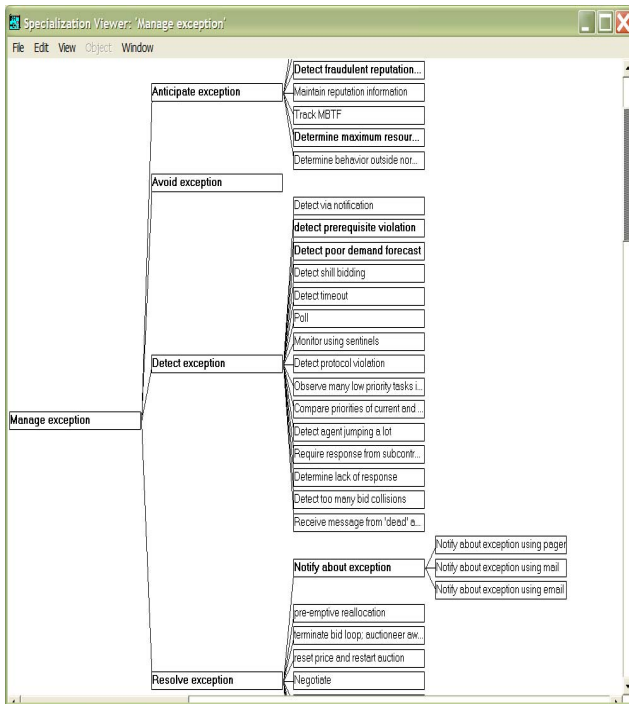 Specialization Viewer: 'Manage exception'
File Edit View Object Window
Detect fraudulent reputation...
Anticipate exception
Maintain reputation information
Track MBTF
Determine maximum resour...
Determine behavior outside nor...
Avoid exception
Detect via notification
detect prerequisite violation
Detect poor demand forecast
Detect shill bidding
Detect timeout
Poll
Monitor using sentinels
Detect exception
Detect protocol violation
Observe many low priority tasks i...
Compare priorities of current and ...
Manage exception
Detect agent jumping a lot
Require response from subcontr...
Determine lack of response
Detect too many bid collisions
Receive message from 'dead' a...
Notify about exception using pager
Notify about exception
Notify about exception using mail
Notify about exception using email
pre-emptive reallocation
terminate bid loop; auctioneer aw...
reset price and restart auction
Resolve exception
Negotiate